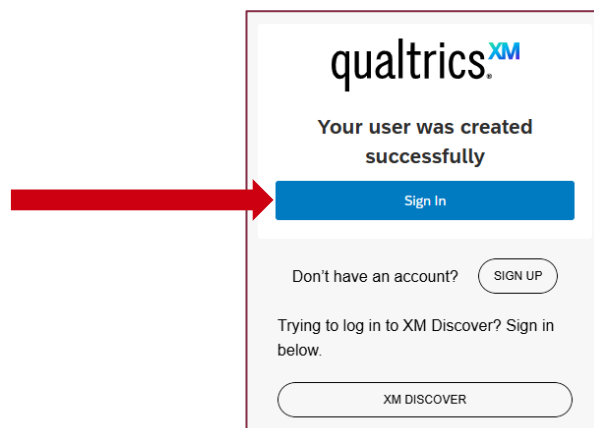 qualtrics.XM
Your user was created
successfully
Sign In
Don't have an account?
SIGN UP
Trying to log in to XM Discover? Sign in
below.
XM DISCOVER